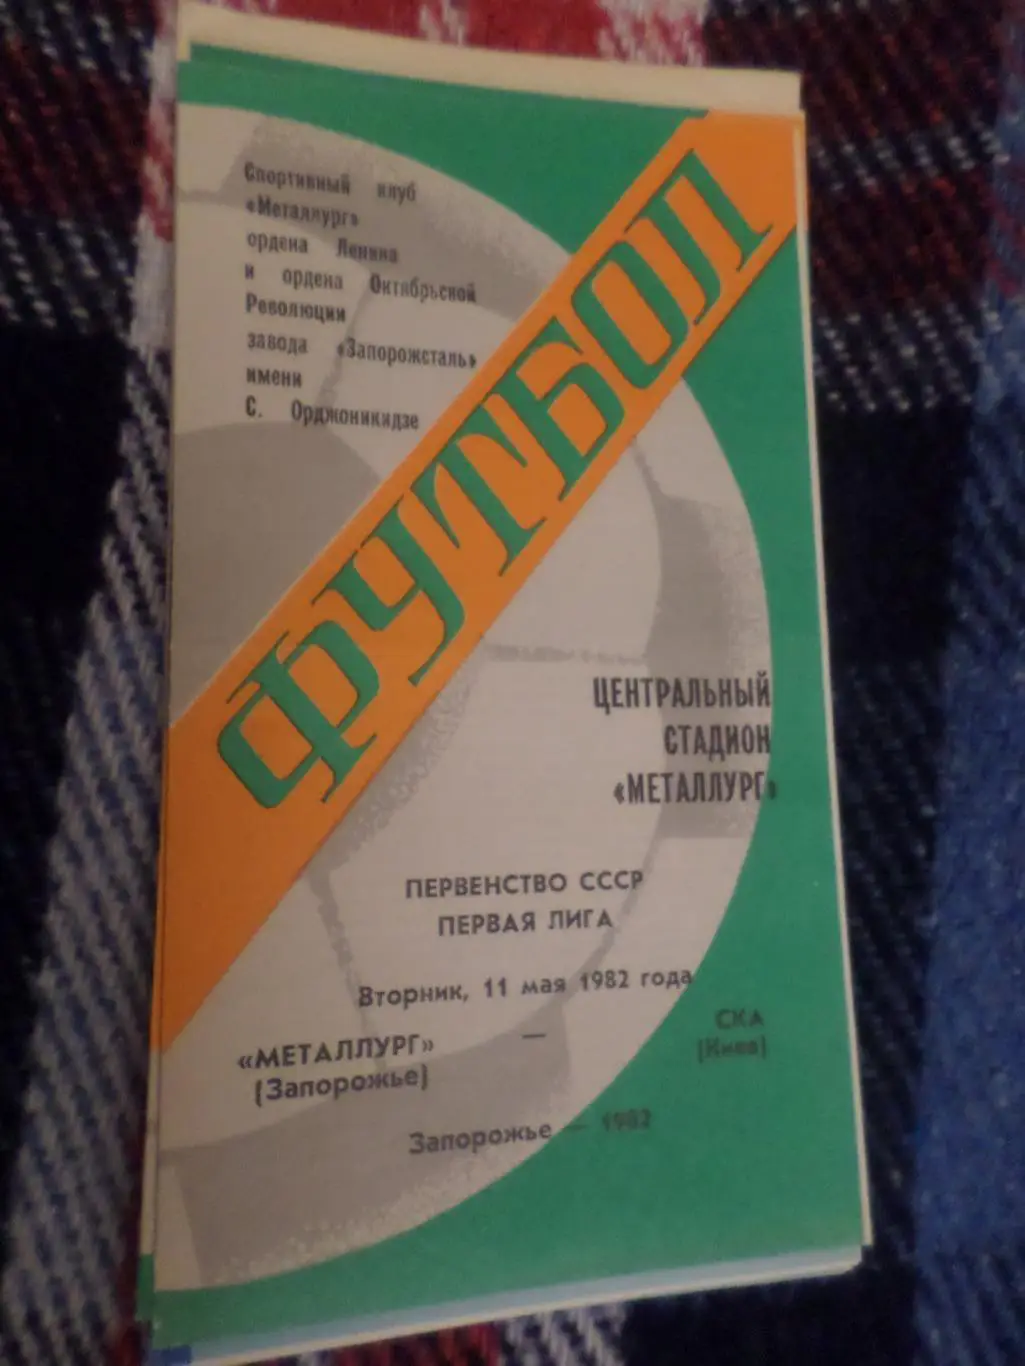 Спортивный клуб
«Металлург»
ордена Ленина
и ордена Октябрьской
Революции
завода «Запорожсталь»
имени
С. Орджоникидзе
ФУТБОЛ
ЦЕНТРАЛЬНЫЙ
СТАДИОН
«МЕТАЛЛУРГ»
ПЕРВЕНСТВО СССР
ПЕРВАЯ ЛИГА
Вторник, 11 мая 1982 года
«МЕТАЛЛУРГ» — СКА
(Запорожье) (Киев)
Запорожье — 1982